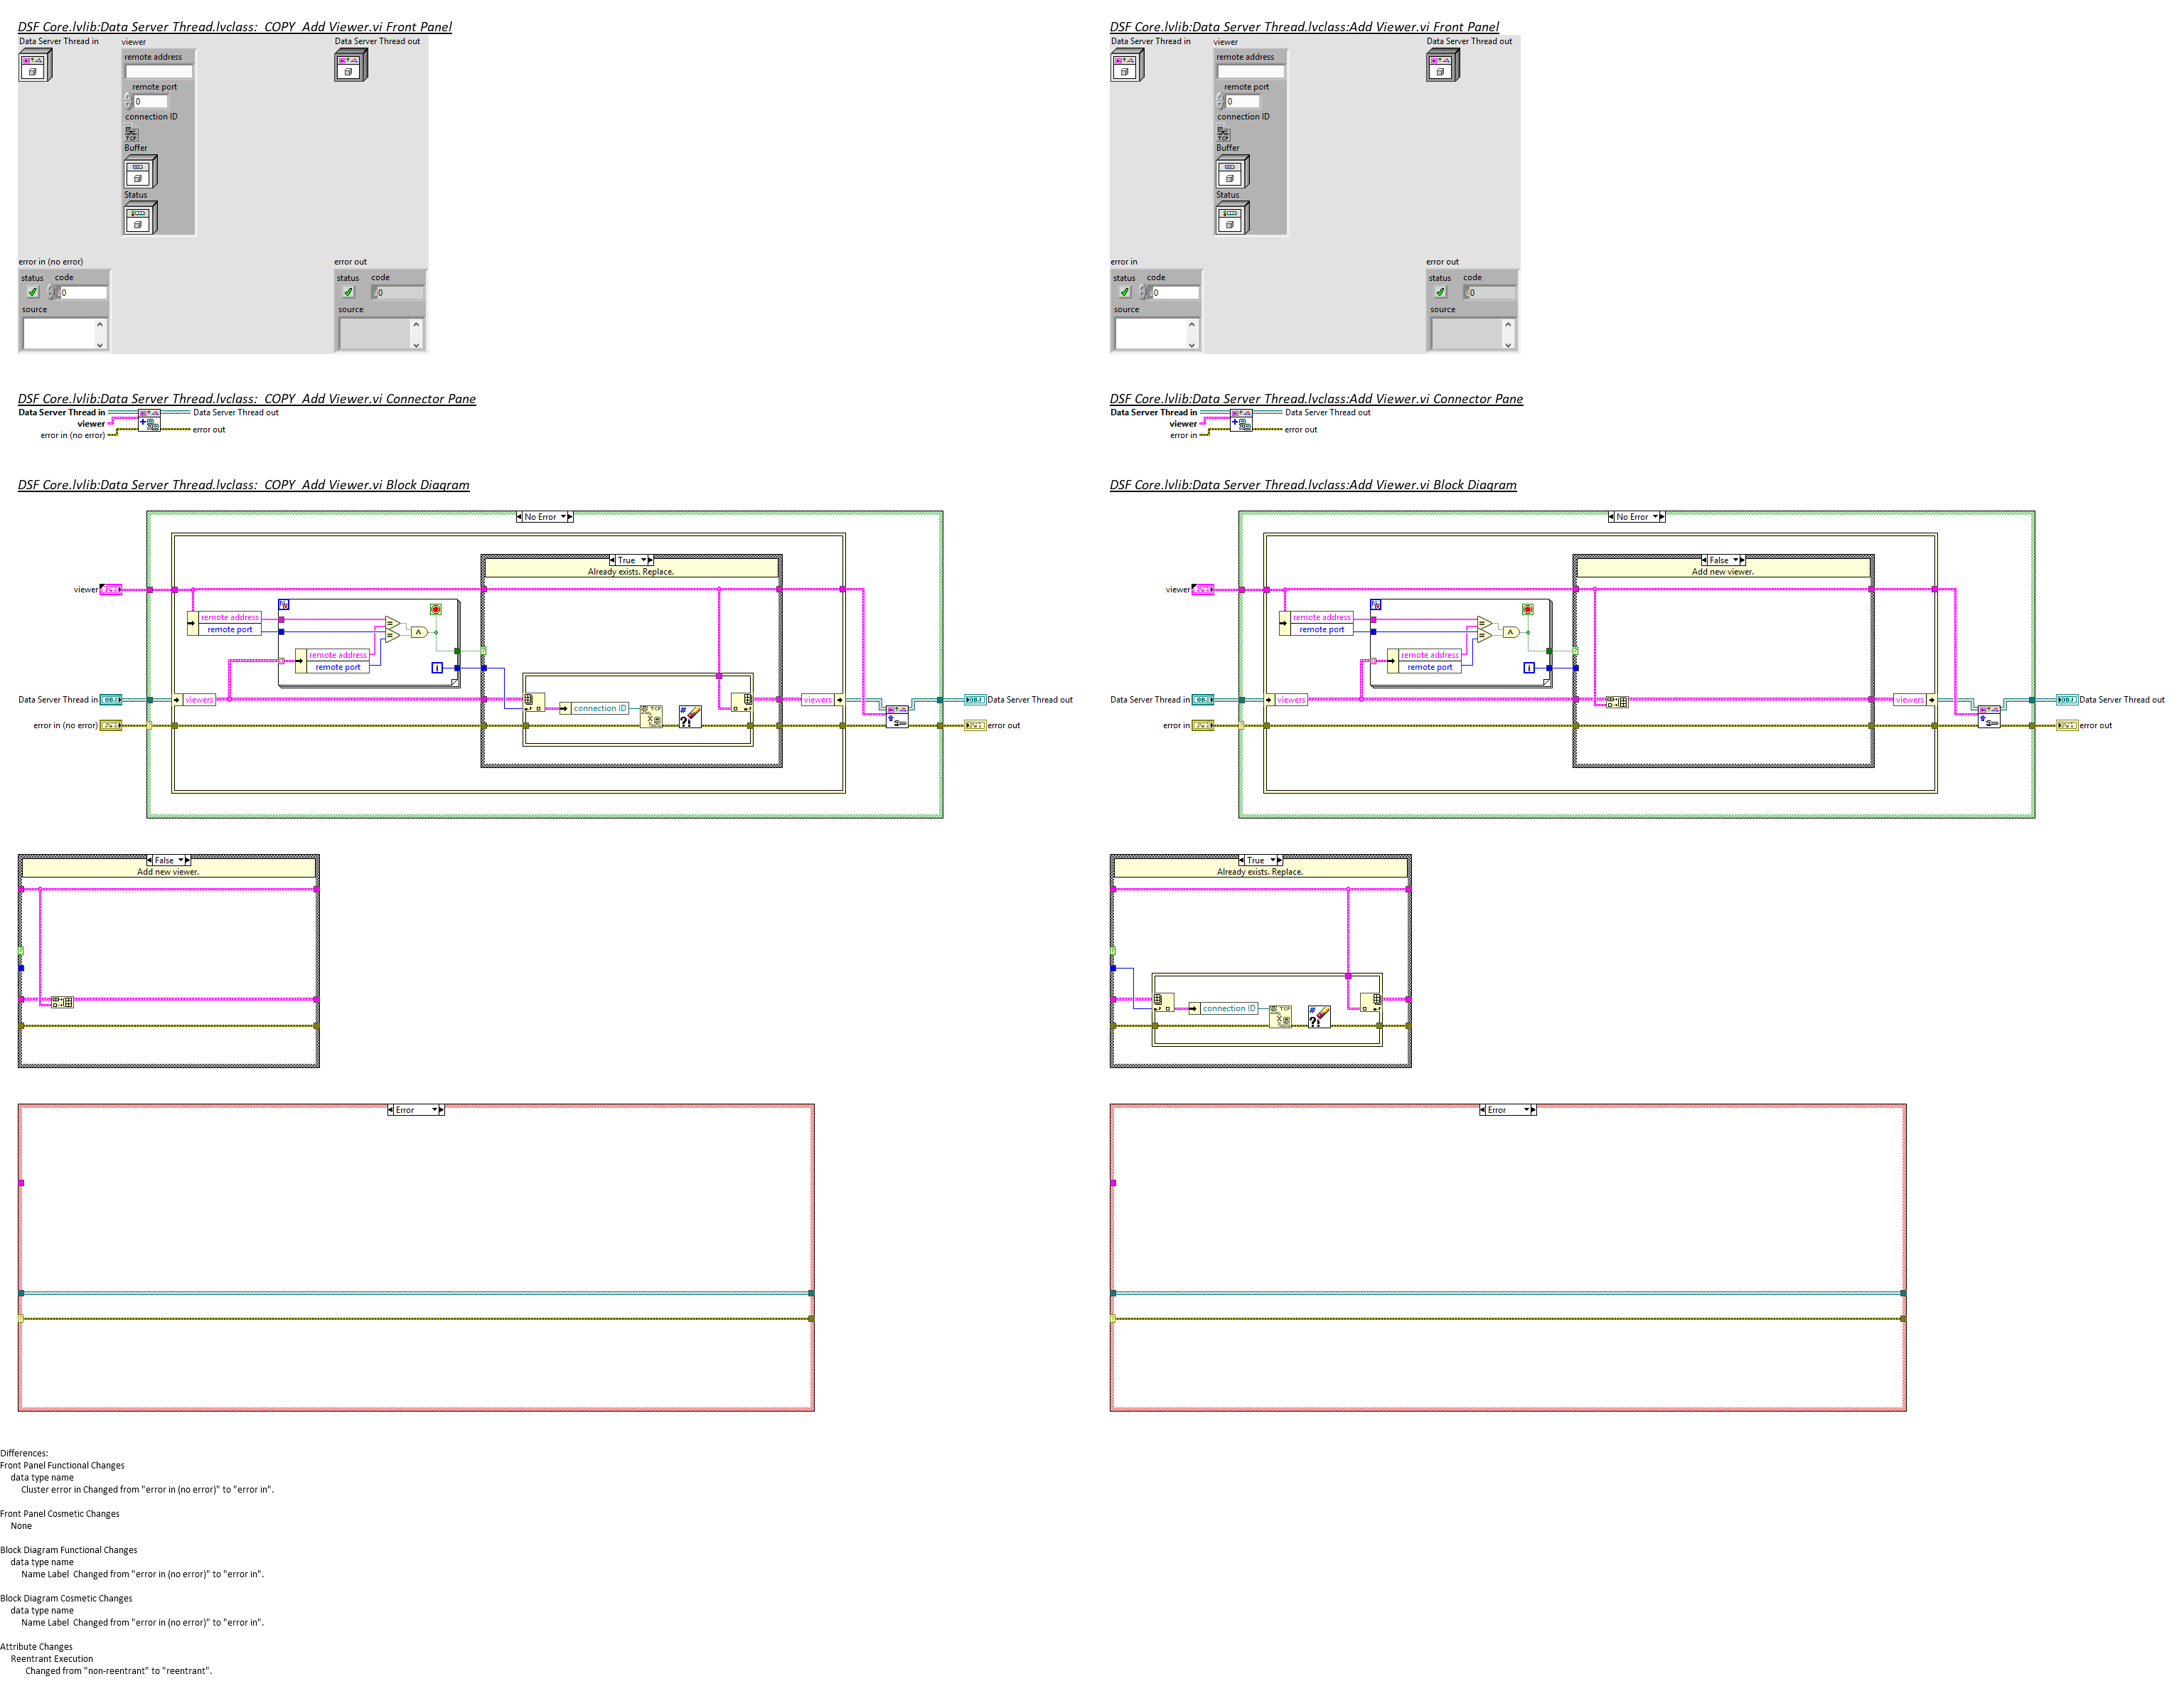 DSF Core.lvlib:Data Server Thread.lvclass:_COPY_Add Viewer.vi Front Panel
Data Server Thread in
viewer
Data Server Thread out
remote address
remote port
0
connection ID
TCP
Buffer
Status
error in (no error)
error out
status code
0
source
status code
0
source
DSF Core.lvlib:Data Server Thread.lvclass:Add Viewer.vi Front Panel
Data Server Thread in
viewer
Data Server Thread out
remote address
remote port
0
connection ID
TCP
Buffer
Status
error in
error out
status code
0
source
status code
0
source
DSF Core.lvlib:Data Server Thread.lvclass:_COPY_Add Viewer.vi Connector Pane
Data Server Thread in
Data Server Thread out
viewer
error in (no error)
error out
DSF Core.lvlib:Data Server Thread.lvclass:Add Viewer.vi Connector Pane
Data Server Thread in
Data Server Thread out
viewer
error in
error out
DSF Core.lvlib:Data Server Thread.lvclass:_COPY_Add Viewer.vi Block Diagram
No Error
True
Already exists. Replace.
viewer
remote address
remote port
remote address
remote port
i
Data Server Thread in
OBJ
viewers
connection ID
TCP
viewers
OBJ
Data Server Thread out
error in (no error)
error out
False
Add new viewer.
Error
DSF Core.lvlib:Data Server Thread.lvclass:Add Viewer.vi Block Diagram
No Error
False
Add new viewer.
viewer
remote address
remote port
remote address
remote port
i
Data Server Thread in
OBJ
viewers
viewers
OBJ
Data Server Thread out
error in
error out
True
Already exists. Replace.
connection ID
TCP
Error
Differences:
Front Panel Functional Changes
data type name
Cluster error in Changed from "error in (no error)" to "error in".
Front Panel Cosmetic Changes
None
Block Diagram Functional Changes
data type name
Name Label  Changed from "error in (no error)" to "error in".
Block Diagram Cosmetic Changes
data type name
Name Label  Changed from "error in (no error)" to "error in".
Attribute Changes
Reentrant Execution
Changed from "non-reentrant" to "reentrant".